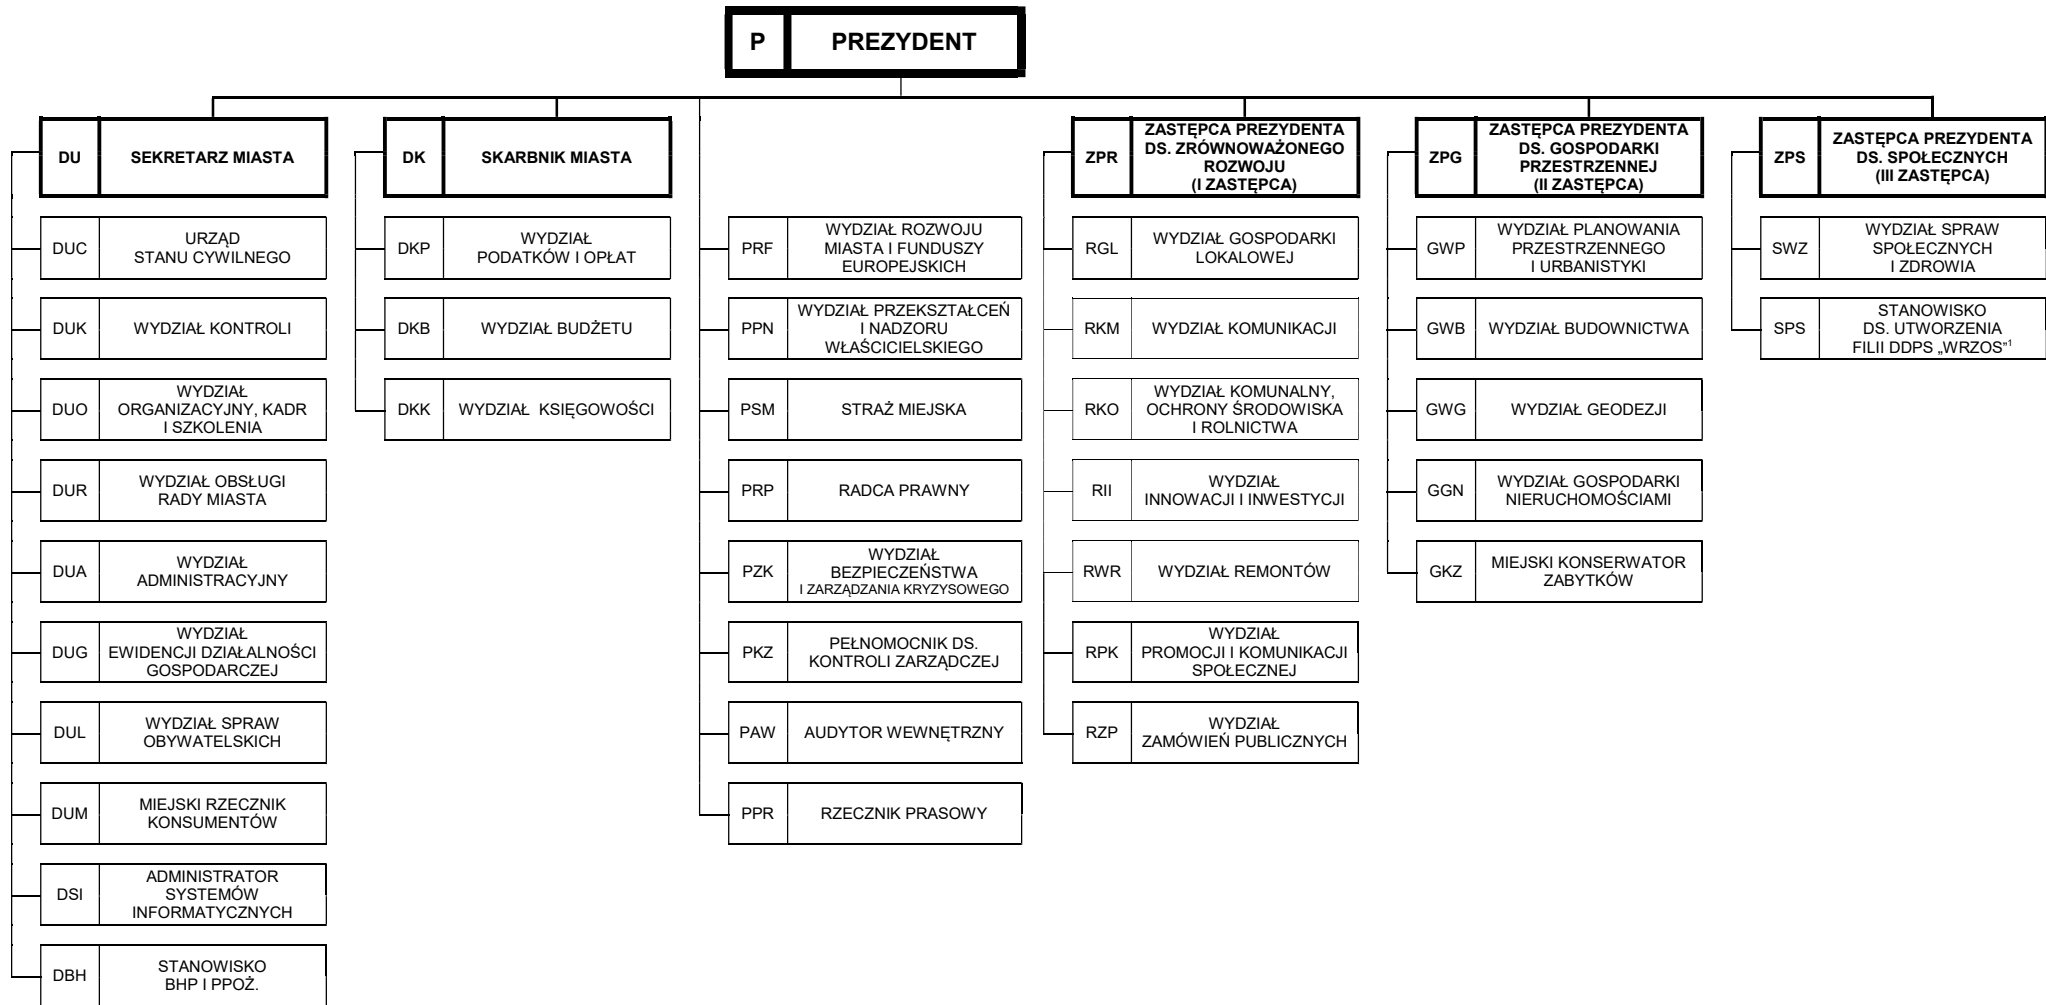 P PREZYDENT
DU SEKRETARZ MIASTA
DUC URZĄD
STANU CYWILNEGO
DUK WYDZIAŁ KONTROLI
DUO WYDZIAŁ
ORGANIZACYJNY, KADR
I SZKOLENIA
DUR WYDZIAŁ OBSŁUGI
RADY MIASTA
DUA WYDZIAŁ
ADMINISTRACYJNY
DUG WYDZIAŁ
EWIDENCJI DZIAŁALNOŚCI
GOSPODARCZEJ
DUL WYDZIAŁ SPRAW
OBYWATELSKICH
DUM MIEJSKI RZECZNIK
KONSUMENTÓW
DSI ADMINISTRATOR
SYSTEMÓW
INFORMATYCZNYCH
DBH STANOWISKO
BHP I PPOŻ.
DK SKARBNIK MIASTA
DKP WYDZIAŁ
PODATKÓW I OPŁAT
DKB WYDZIAŁ BUDŻETU
DKK WYDZIAŁ KSIĘGOWOŚCI
PRF WYDZIAŁ ROZWOJU
MIASTA I FUNDUSZY
EUROPEJSKICH
PPN WYDZIAŁ PRZEKSZTAŁCEŃ
I NADZORU
WŁAŚCICIELSKIEGO
PSM STRAŻ MIEJSKA
PRP RADCA PRAWNY
PZK WYDZIAŁ
BEZPIECZEŃSTWA
I ZARZĄDZANIA KRYZYSOWEGO
PKZ PEŁNOMOCNIK DS.
KONTROLI ZARZĄDCZEJ
PAW AUDYTOR WEWNĘTRZNY
PPR RZECZNIK PRASOWY
ZPR ZASTĘPCA PREZYDENTA
DS. ZRÓWNOWAŻONEGO
ROZWOJU
(I ZASTĘPCA)
RGL WYDZIAŁ GOSPODARKI
LOKALOWEJ
RKM WYDZIAŁ KOMUNIKACJI
RKO WYDZIAŁ KOMUNALNY,
OCHRONY ŚRODOWISKA
I ROLNICTWA
RII WYDZIAŁ
INNOWACJI I INWESTYCJI
RWR WYDZIAŁ REMONTÓW
RPK WYDZIAŁ
PROMOCJI I KOMUNIKACJI
SPOŁECZNEJ
RZP WYDZIAŁ
ZAMÓWIEŃ PUBLICZNYCH
ZPG ZASTĘPCA PREZYDENTA
DS. GOSPODARKI
PRZESTRZENNEJ
(II ZASTĘPCA)
GWP WYDZIAŁ PLANOWANIA
PRZESTRZENNEGO
I URBANISTYKI
GWB WYDZIAŁ BUDOWNICTWA
GWG WYDZIAŁ GEODEZJI
GGN WYDZIAŁ GOSPODARKI
NIERUCHOMOŚCIAMI
GKZ MIEJSKI KONSERWATOR
ZABYTKÓW
ZPS ZASTĘPCA PREZYDENTA
DS. SPOŁECZNYCH
(III ZASTĘPCA)
SWZ WYDZIAŁ SPRAW
SPOŁECZNYCH
I ZDROWIA
SPS STANOWISKO
DS. UTWORZENIA
FILII DDPS „WRZOS”¹